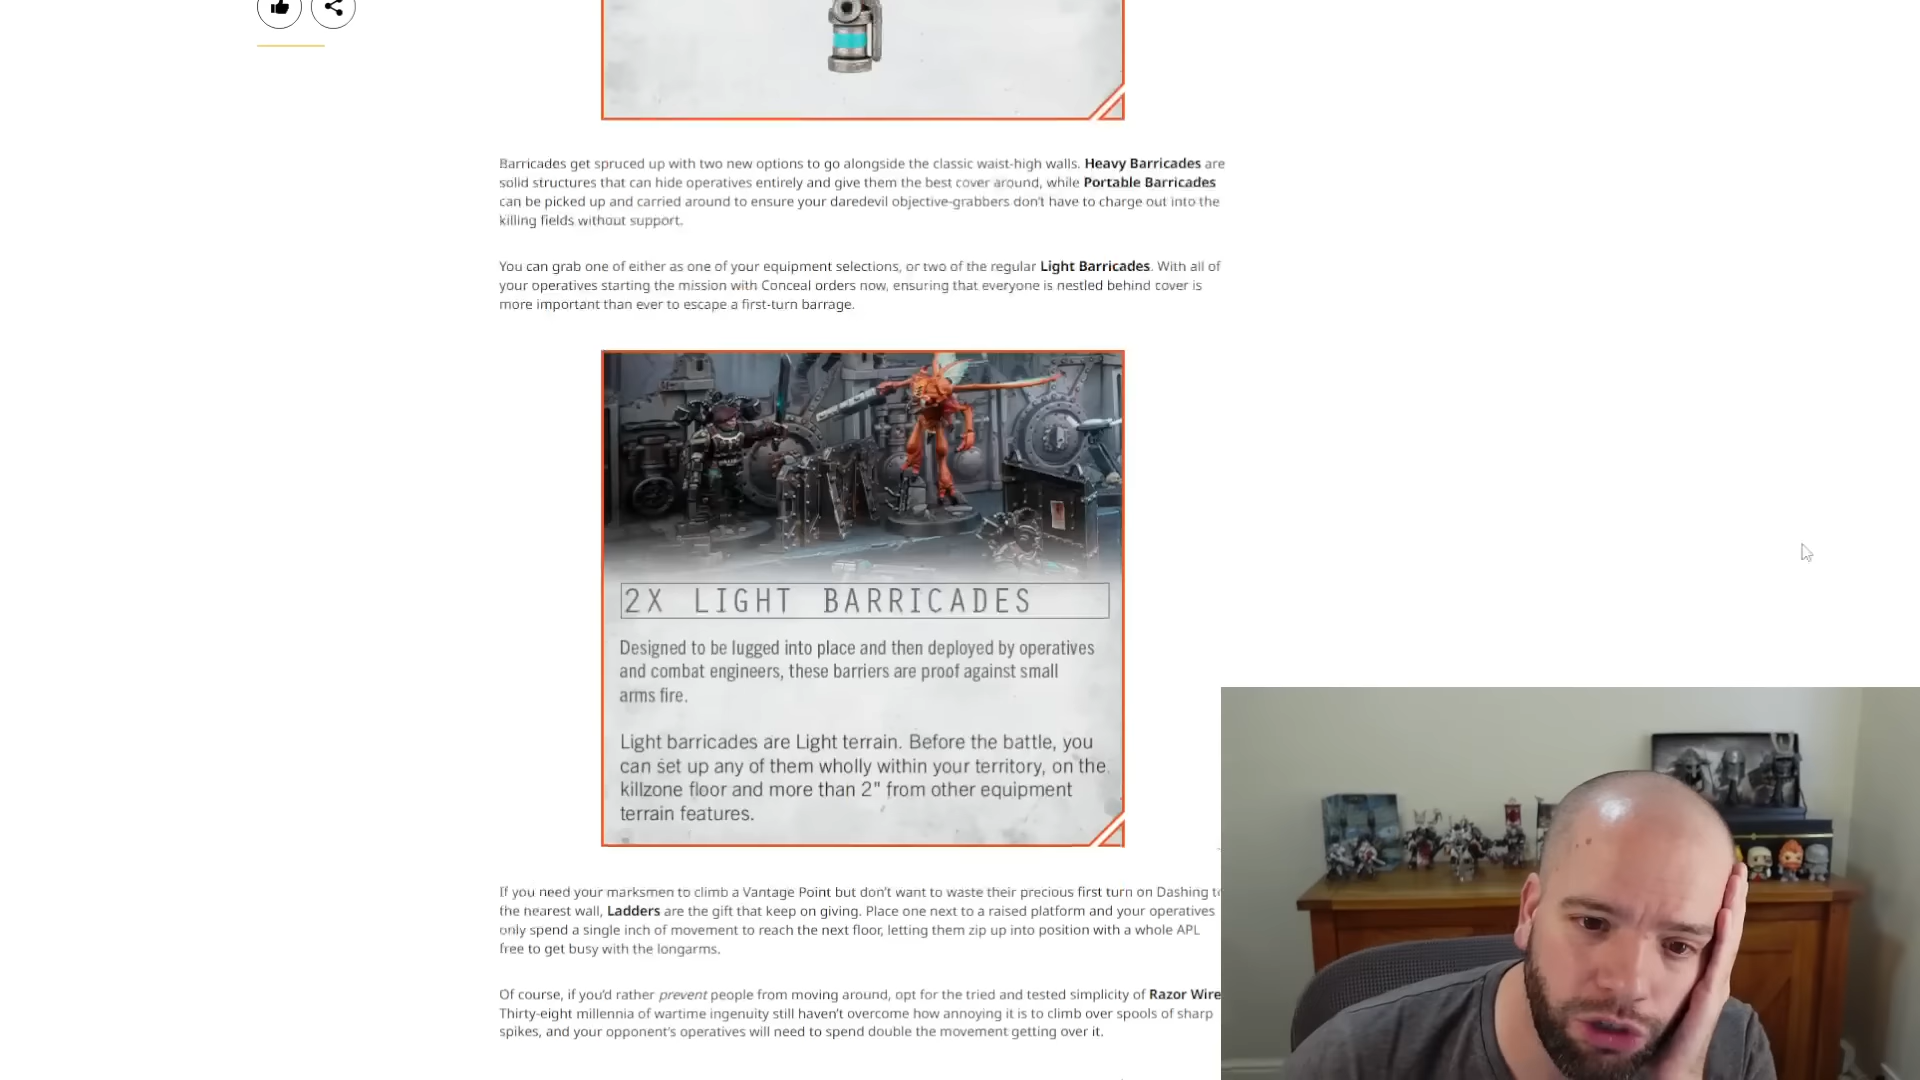 Barricades get spruced up with two new options to go alongside the classic waist-high walls. Heavy Barricades are
solid structures that can hide operatives entirely and give them the best cover around, while Portable Barricades
can be picked up and carried around to ensure your daredevil objective-grabbers don't have to charge out into the
killing fields without support.
You can grab one of either as one of your equipment selections, or two of the regular Light Barricades. With all of
your operatives starting the mission with Conceal orders now, ensuring that everyone is nestled behind cover is
more important than ever to escape a first-turn barrage.
2X LIGHT BARRICADES
Designed to be lugged into place and then deployed by operatives
and combat engineers, these barriers are proof against small
arms fire.
Light barricades are Light terrain. Before the battle, you
can set up any of them wholly within your territory, on the
killzone floor and more than 2" from other equipment
terrain features.
If you need your marksmen to climb a Vantage Point but don't want to waste their precious first turn on Dashing
the nearest wall, Ladders are the gift that keep on giving. Place one next to a raised platform and your operatives
only spend a single inch of movement to reach the next floor, letting them zip up into position with a whole APL
free to get busy with the longarms.
Of course, if you'd rather prevent people from moving around, opt for the tried and tested simplicity of Razor Wire
Thirty-eight millennia of wartime ingenuity still haven't overcome how annoying it is to climb over spools of sharp
spikes, and your opponent's operatives will need to spend double the movement getting over it.